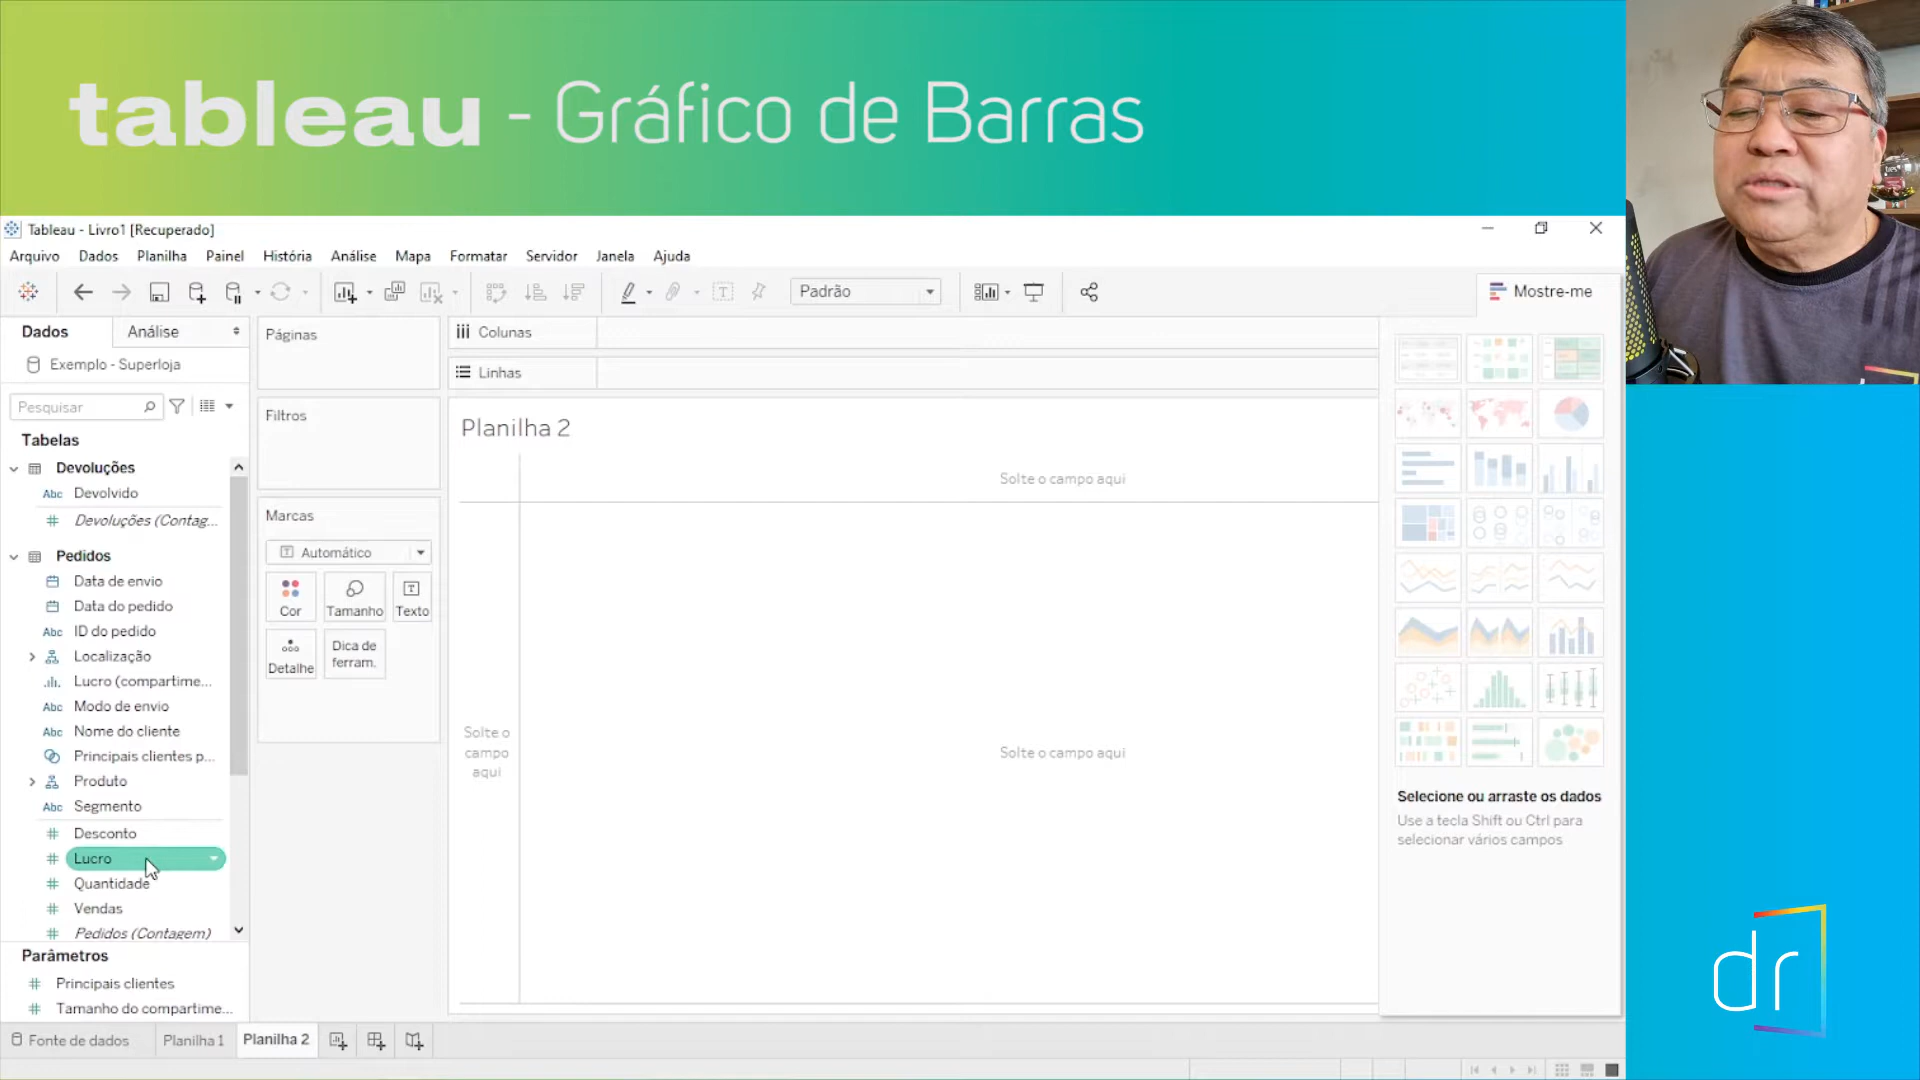 tableau - Gráfico de Barras
Tableau - Livro1 [Recuperado]
Arquivo Dados Planilha Painel História Análise Mapa Formatar Servidor Janela Ajuda
Padrão
Mostre-me
Dados Análise
Exemplo - Superloja
Pesquisar
Tabelas
Devoluções
Abc Devolvido
# Devoluções (Contag...
Pedidos
Data de envio
Data do pedido
Abc ID do pedido
Localização
Lucro (compartime...
Abc Modo de envio
Abc Nome do cliente
Principais clientes p...
Produto
Abc Segmento
# Desconto
# Lucro
# Quantidade
# Vendas
# Pedidos (Contagem)
Parâmetros
# Principais clientes
# Tamanho do compartime...
Páginas
Filtros
Marcas
Automático
Cor Tamanho Texto
Detalhe
Dica de
ferram.
Colunas
Linhas
Planilha 2
Solte o campo aqui
Solte o
campo
aqui
Solte o campo aqui
Selecione ou arraste os dados
Use a tecla Shift ou Ctrl para
selecionar vários campos
Fonte de dados Planilha 1 Planilha 2
dr